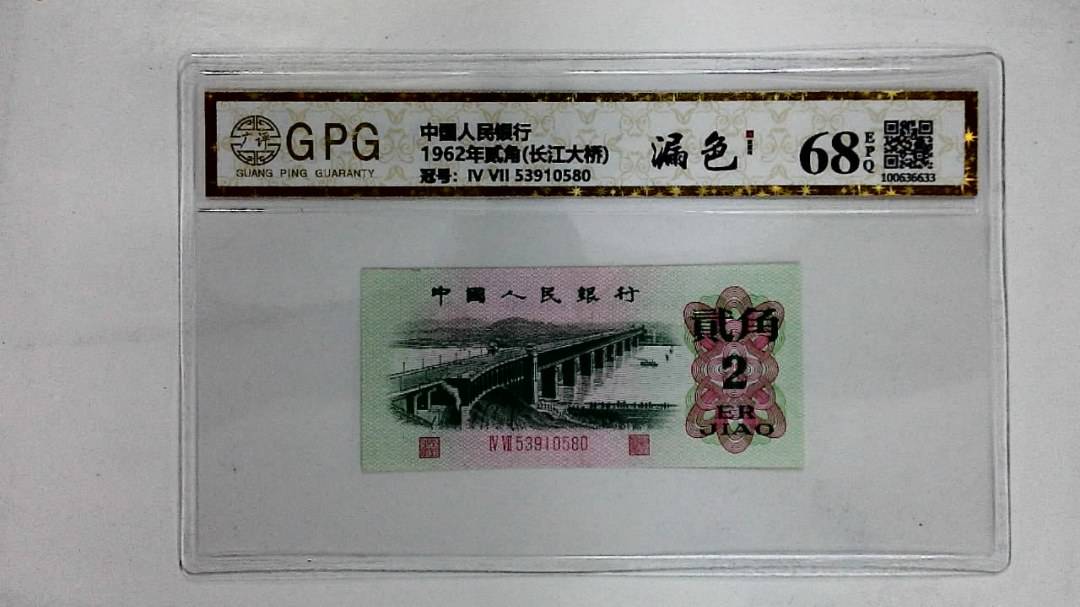 GPG
GUANG PING GUARANTY
中國人民银行
1962年贰角(长江大桥)
冠号: IV VII 53910580
漏色
68
EPQ
100636633
中國人民銀行
貳角
2
ER
JIAO
IV VII 53910580